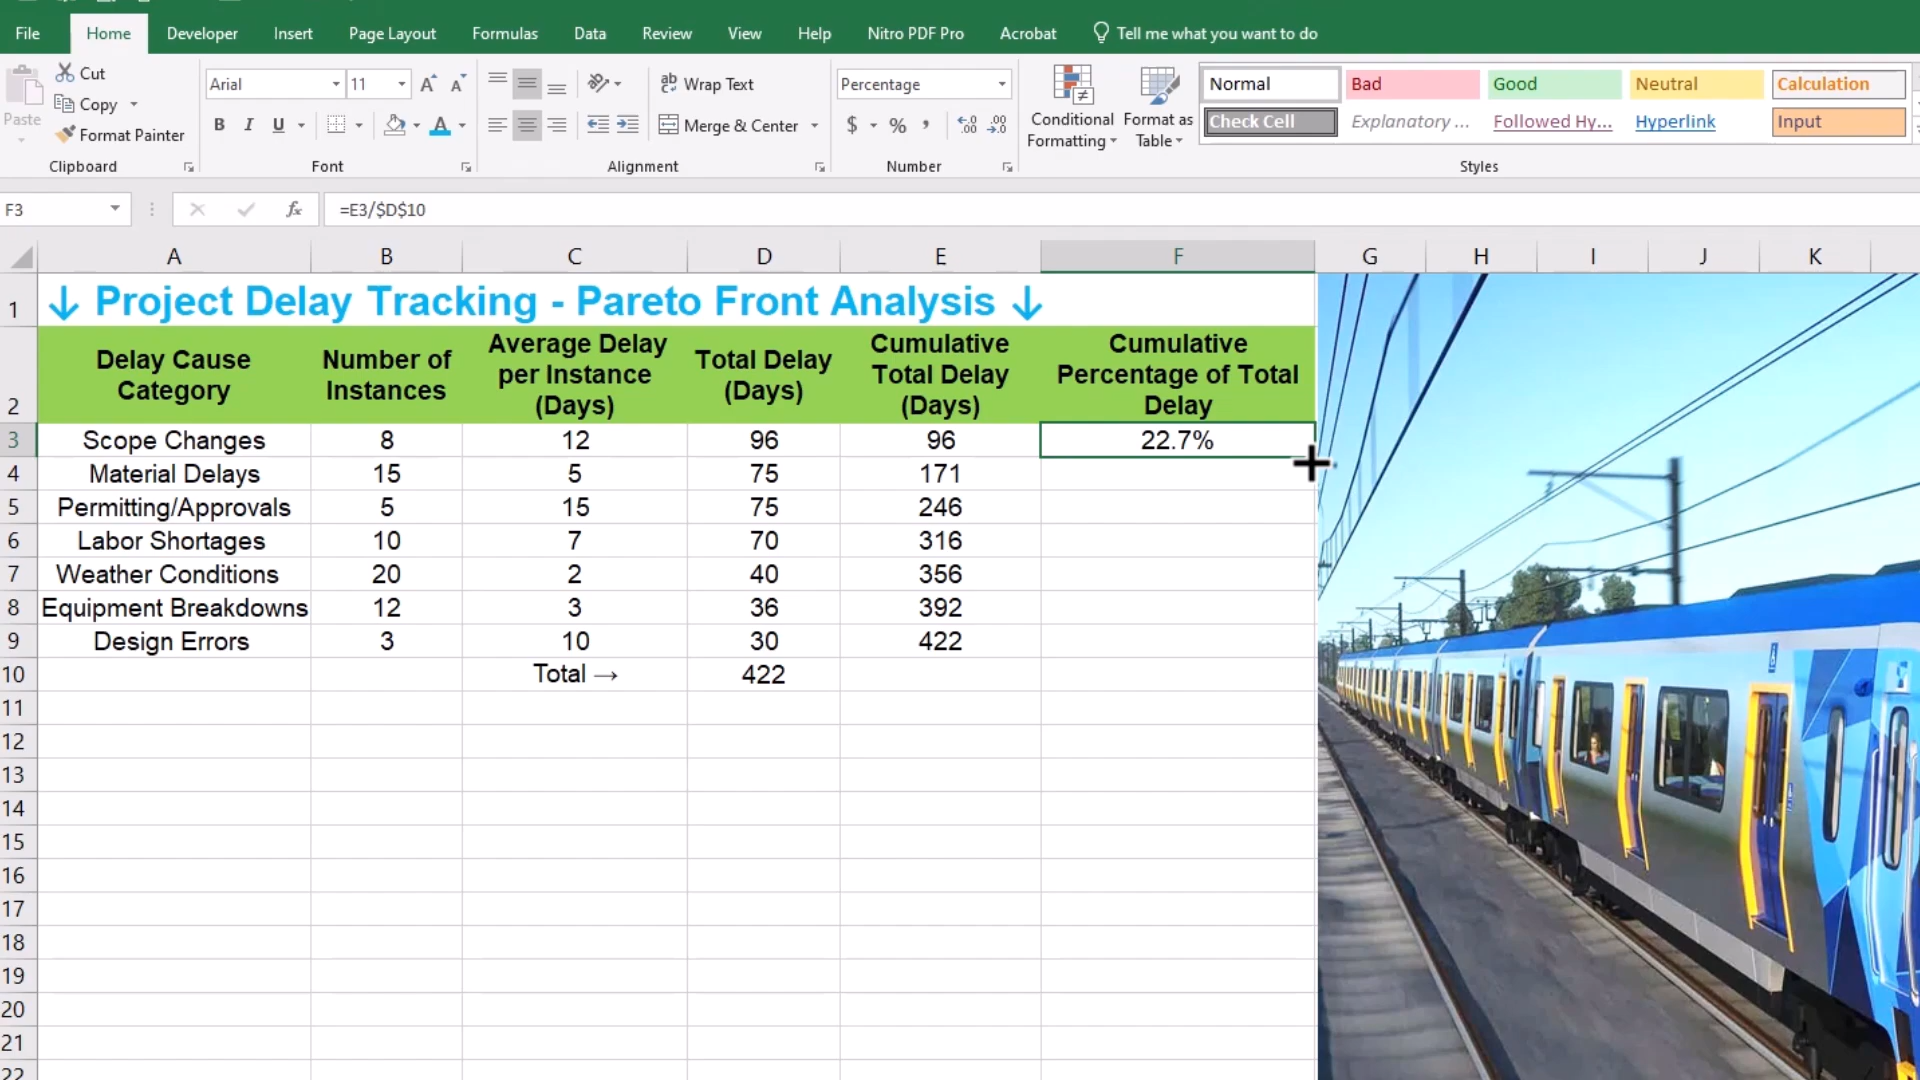 File Home Developer Insert Page Layout Formulas Data Review View Help Nitro PDF Pro Acrobat Tell me what you want to do
Paste
Cut
Copy
Format Painter
Clipboard
Arial 11
B I U
Font
Wrap Text
Merge & Center
Alignment
Percentage
$ % ,
Number
Conditional Formatting
Format as Table
Normal Bad Good Neutral Calculation
Check Cell Explanatory ... Followed Hy... Hyperlink Input
Styles
F3 fx =E3/$D$10
A B C D E F G H I J K
1 ↓ Project Delay Tracking - Pareto Front Analysis ↓
2 Delay Cause Category Number of Instances Average Delay per Instance (Days) Total Delay (Days) Cumulative Total Delay (Days) Cumulative Percentage of Total Delay
3 Scope Changes 8 12 96 96 22.7%
4 Material Delays 15 5 75 171
5 Permitting/Approvals 5 15 75 246
6 Labor Shortages 10 7 70 316
7 Weather Conditions 20 2 40 356
8 Equipment Breakdowns 12 3 36 392
9 Design Errors 3 10 30 422
10 Total → 422
11
12
13
14
15
16
17
18
19
20
21
22